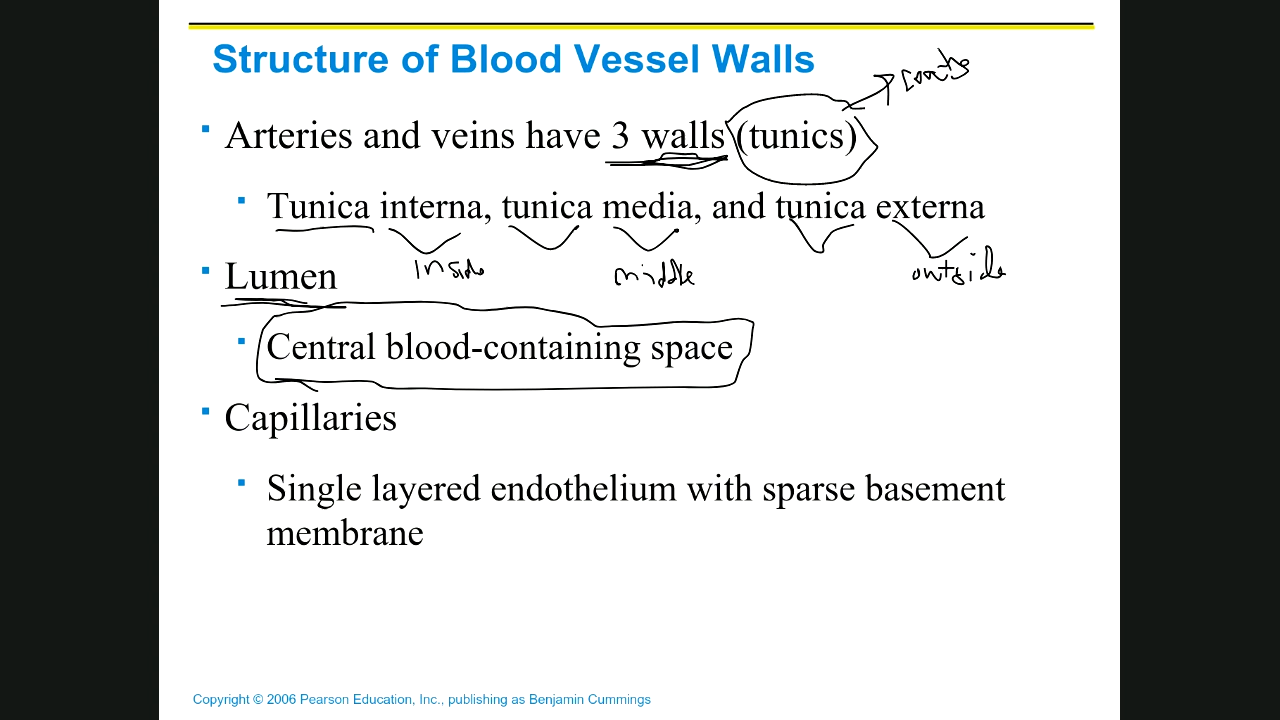 Structure of Blood Vessel Walls
coats
Arteries and veins have 3 walls (tunics)
Tunica interna, tunica media, and tunica externa
inside middle outside
Lumen
Central blood-containing space
Capillaries
Single layered endothelium with sparse basement
membrane
Copyright © 2006 Pearson Education, Inc., publishing as Benjamin Cummings